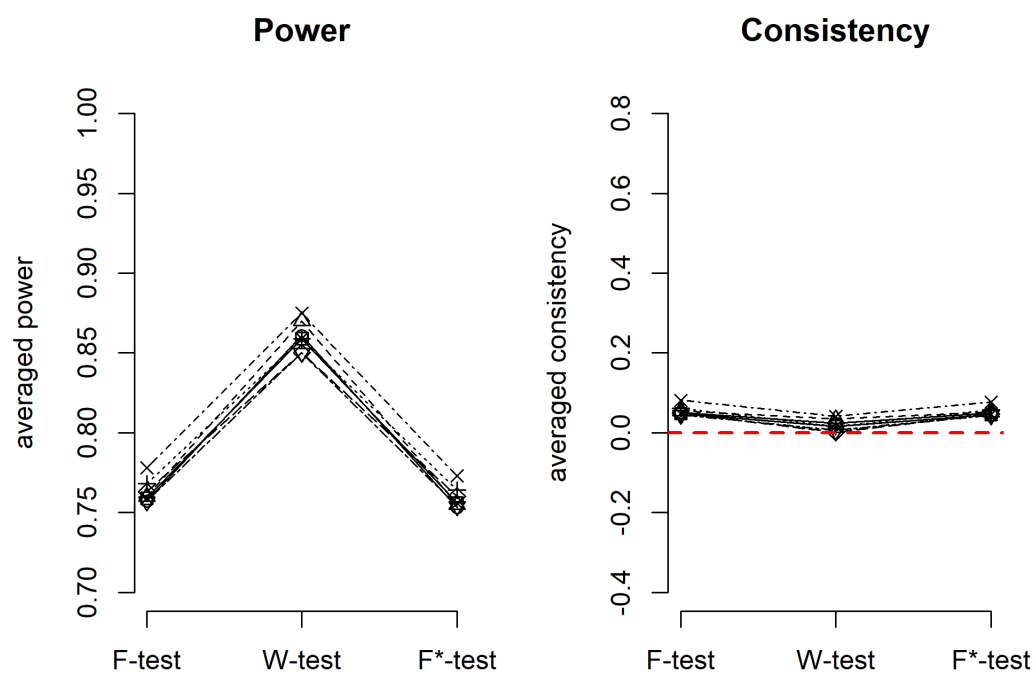 Power
averaged power
1.00
0.95
0.90
0.85
0.80
0.75
0.70
F-test W-test F*-test
Consistency
averaged consistency
0.8
0.6
0.4
0.2
0.0
-0.2
-0.4
F-test W-test F*-test